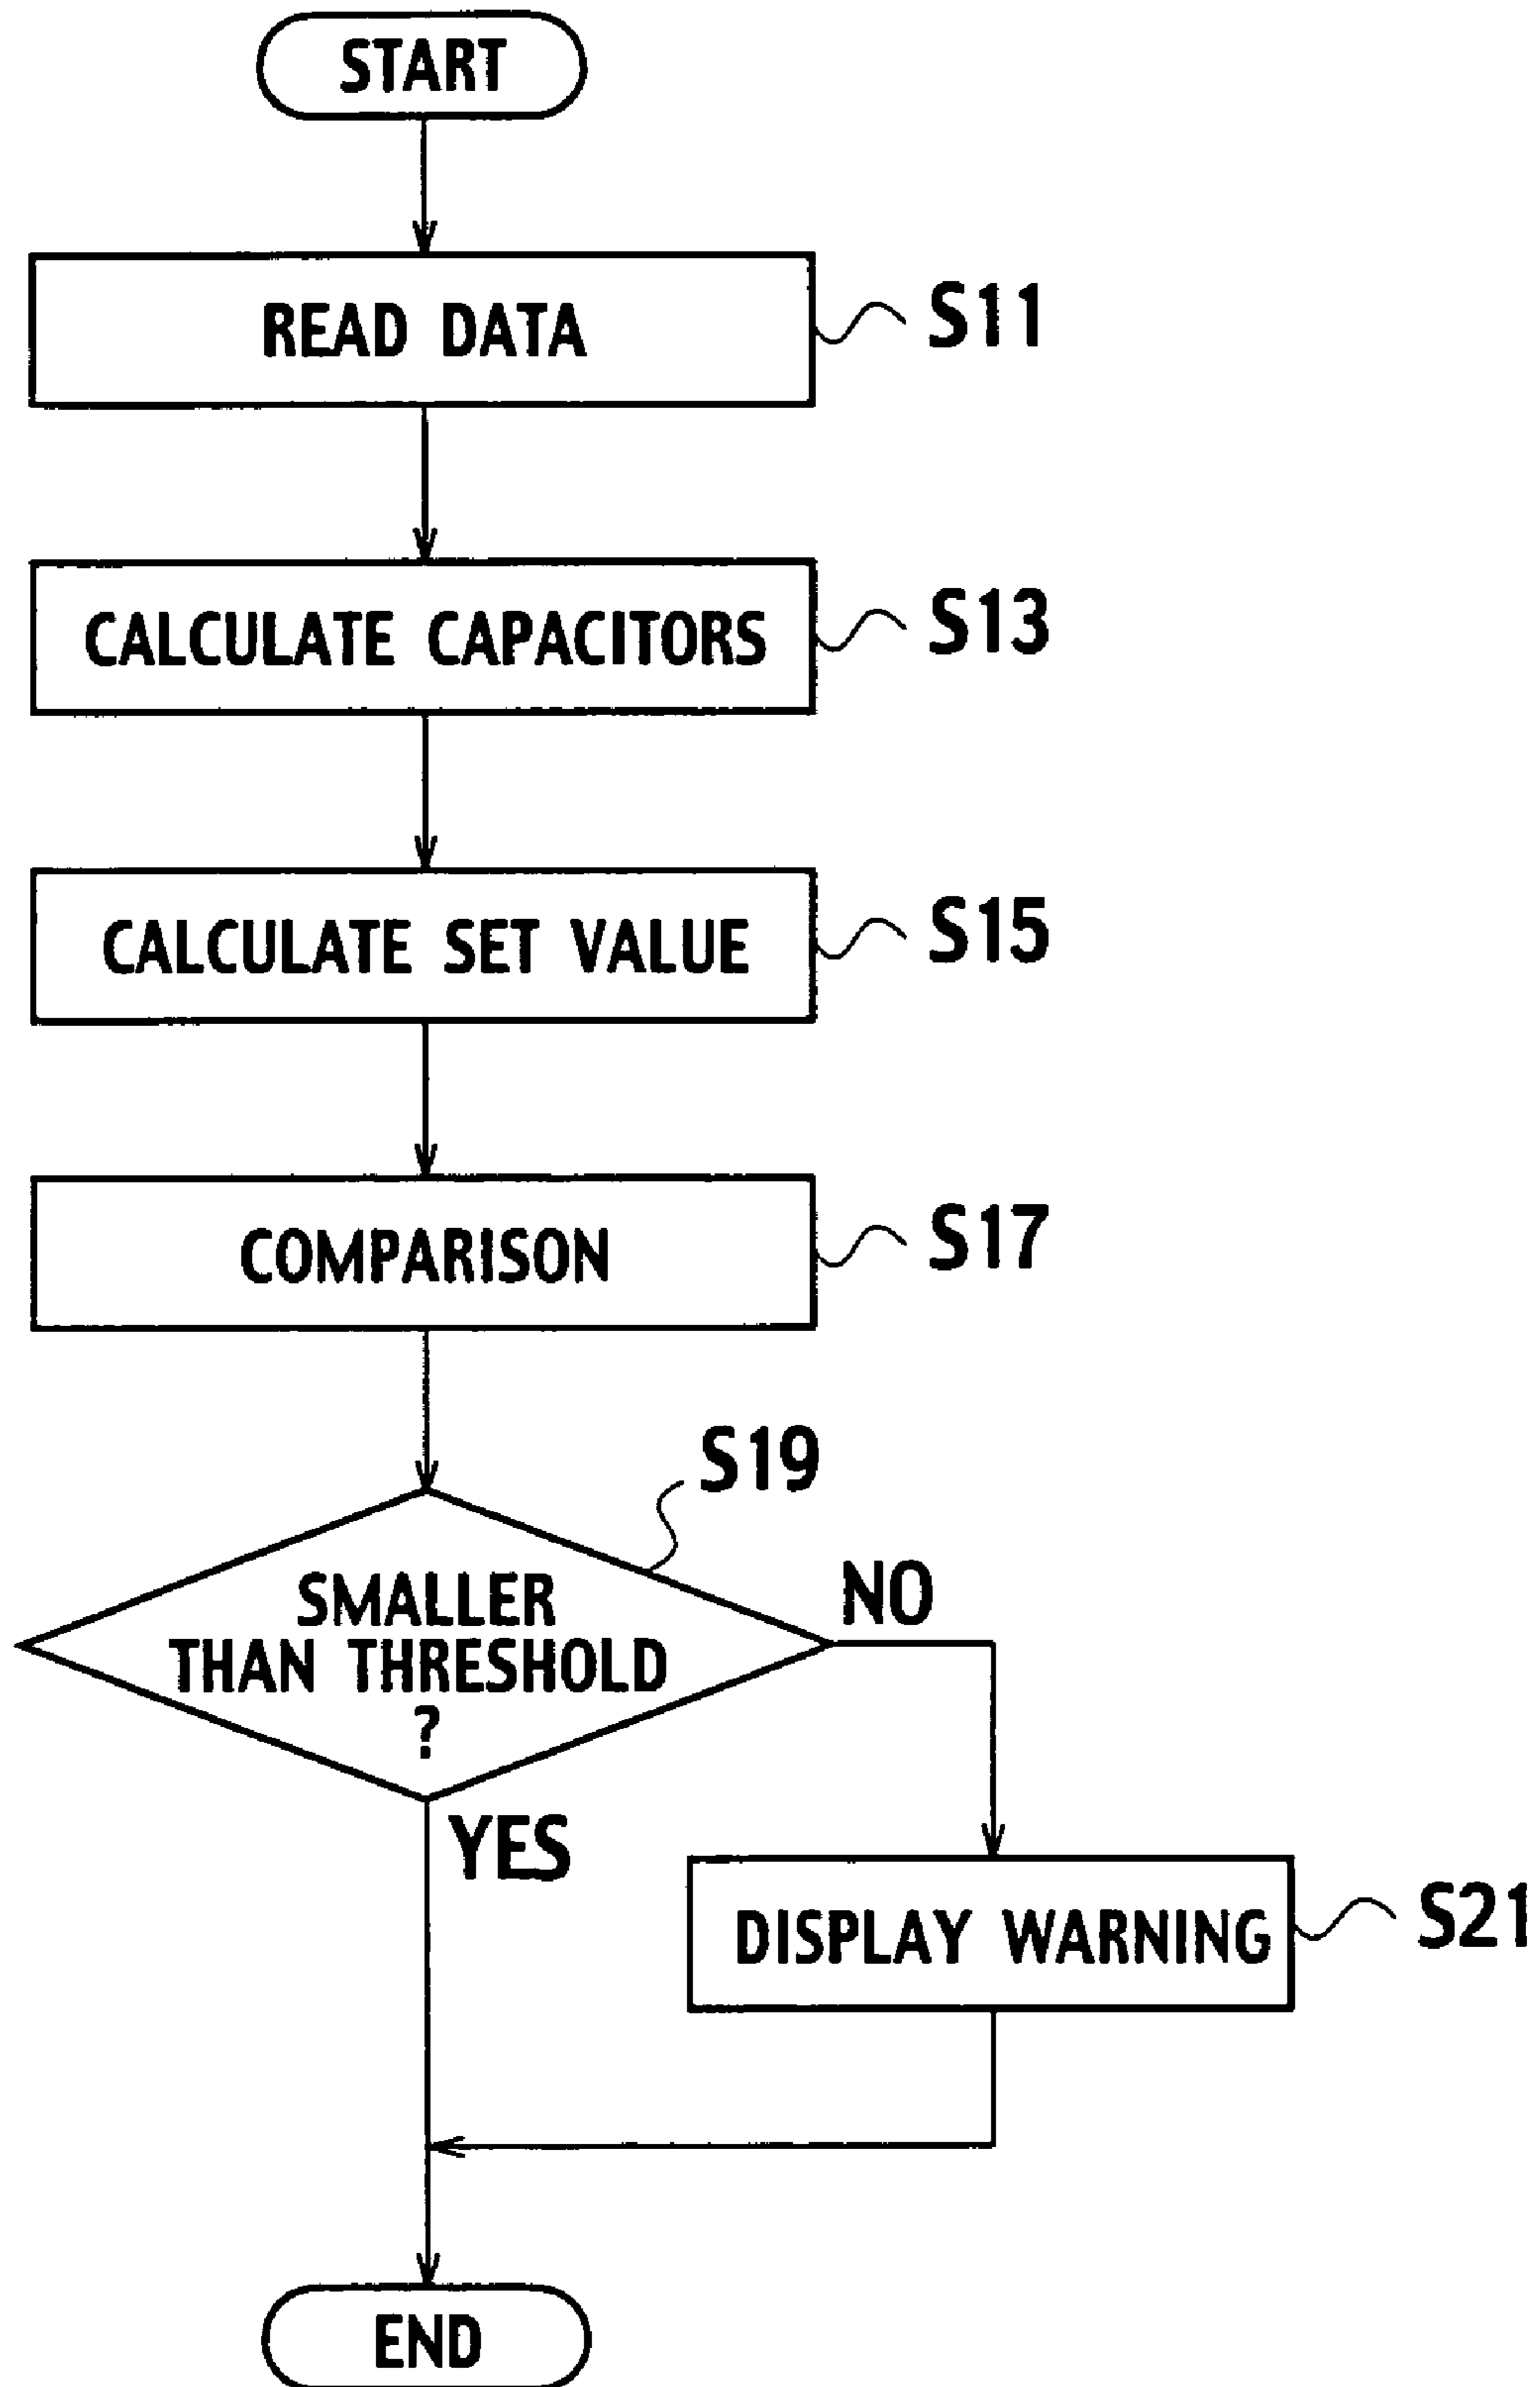 START
READ DATA
S11
CALCULATE CAPACITORS
S13
CALCULATE SET VALUE
S15
COMPARISON
S17
S19
SMALLER
THAN THRESHOLD
?
NO
YES
DISPLAY WARNING
S21
END